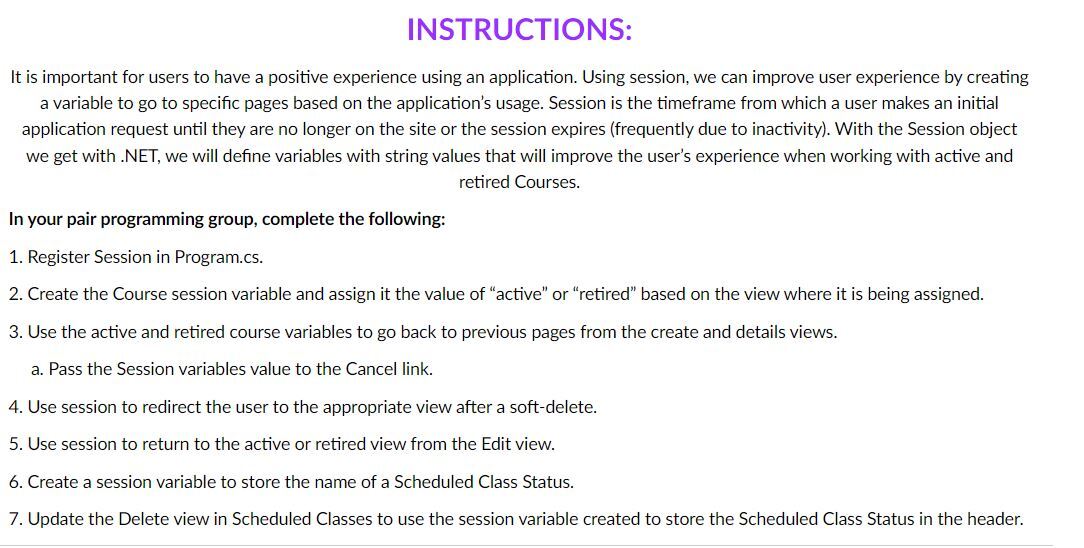 INSTRUCTIONS:
It is important for users to have a positive experience using an application. Using session, we can improve user experience by creating
a variable to go to specific pages based on the application's usage. Session is the timeframe from which a user makes an initial
application request until they are no longer on the site or the session expires (frequently due to inactivity). With the Session object
we get with .NET, we will define variables with string values that will improve the user's experience when working with active and
retired Courses.
In your pair programming group, complete the following:
1. Register Session in Program.cs.
2. Create the Course session variable and assign it the value of “active” or “retired” based on the view where it is being assigned.
3. Use the active and retired course variables to go back to previous pages from the create and details views.
a. Pass the Session variables value to the Cancel link.
4. Use session to redirect the user to the appropriate view after a soft-delete.
5. Use session to return to the active or retired view from the Edit view.
6. Create a session variable to store the name of a Scheduled Class Status.
7. Update the Delete view in Scheduled Classes to use the session variable created to store the Scheduled Class Status in the header.